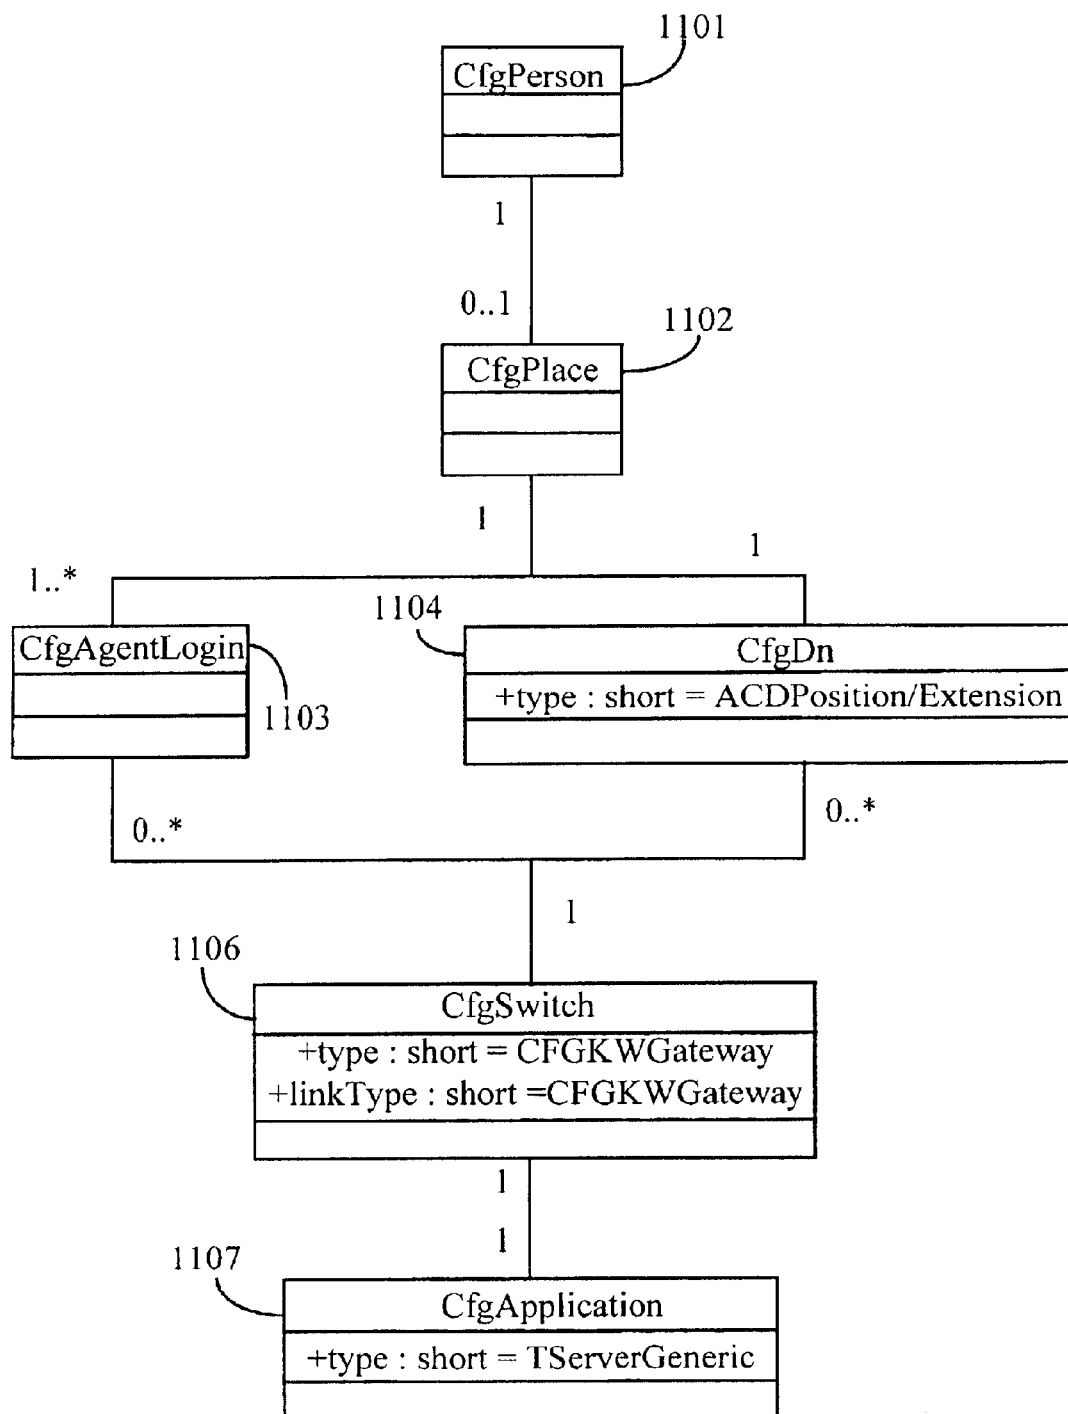 1101
CfgPerson
1
0..1
1102
CfgPlace
1
1
1..*
1104
CfgAgentLogin
CfgDn
+type : short = ACDPosition/Extension
1103
0..*
0..*
1
1106
CfgSwitch
+type : short = CFGKWGateway
+linkType : short =CFGKWGateway
1
1
1107
CfgApplication
+type : short = TServerGeneric